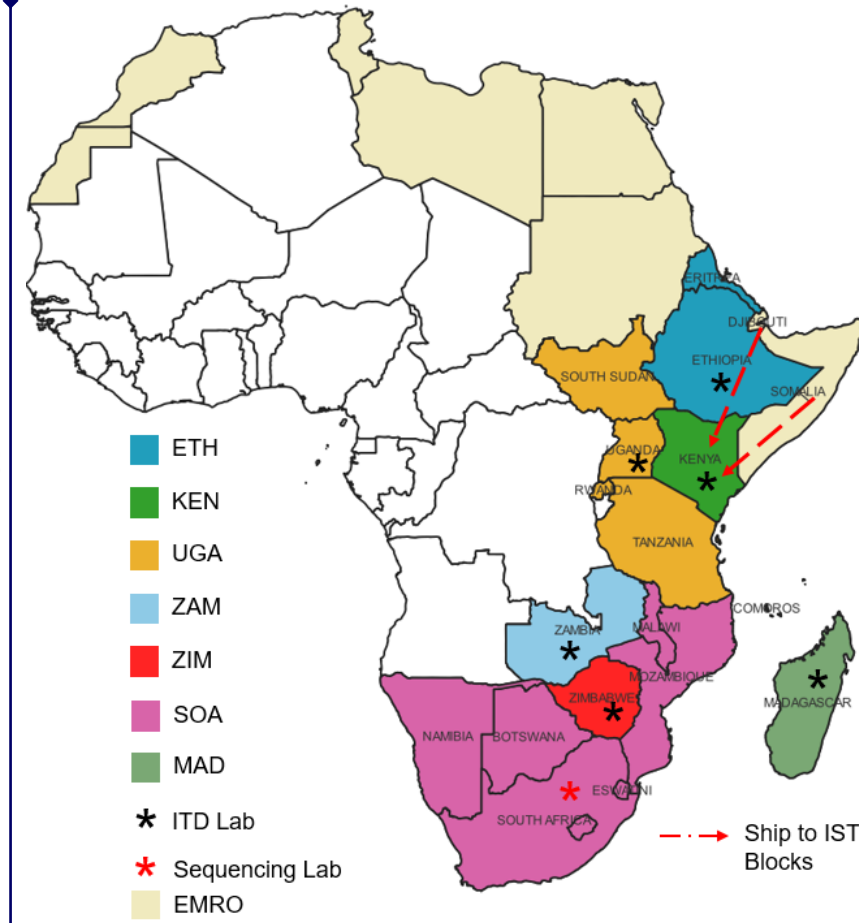 ERITREA
DJIBOUTI
ETHIOPIA
SOUTH SUDAN
SOMALIA
UGANDA
KENYA
RWANDA
TANZANIA
COMOROS
ZAMBIA
MALAWI
MOZAMBIQUE
ZIMBABWE
MADAGASCAR
NAMIBIA
BOTSWANA
ESWATINI
SOUTH AFRICA
ETH
KEN
UGA
ZAM
ZIM
SOA
MAD
* ITD Lab
* Sequencing Lab
EMRO
Ship to IST
Blocks